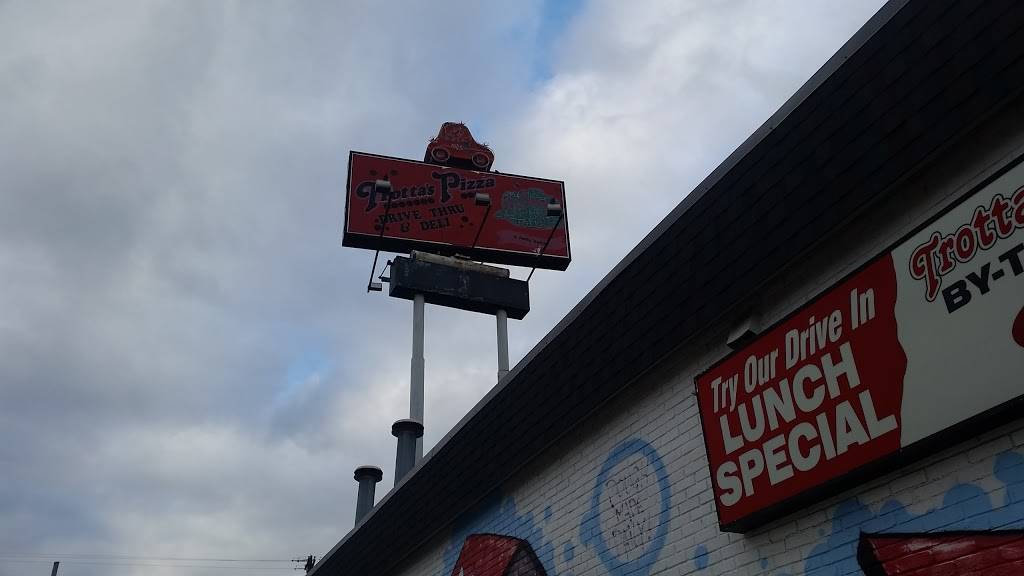 Trotta's Pizza
DRIVE THRU
& DELI
Try Our Drive In
LUNCH
SPECIAL
Trotta
BY-T